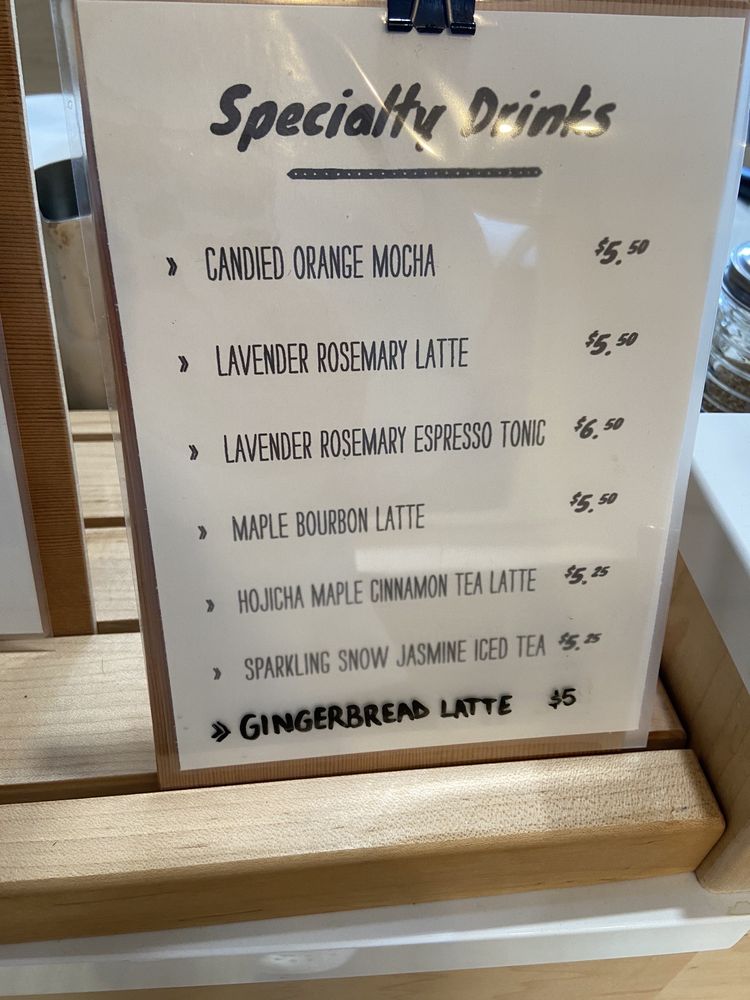 Specialty Drinks
» CANDIED ORANGE MOCHA $5.50
» LAVENDER ROSEMARY LATTE $5.50
» LAVENDER ROSEMARY ESPRESSO TONIC $6.50
» MAPLE BOURBON LATTE $5.50
» HOJICHA MAPLE CINNAMON TEA LATTE $5.25
» SPARKLING SNOW JASMINE ICED TEA $5.25
» GINGERBREAD LATTE $5